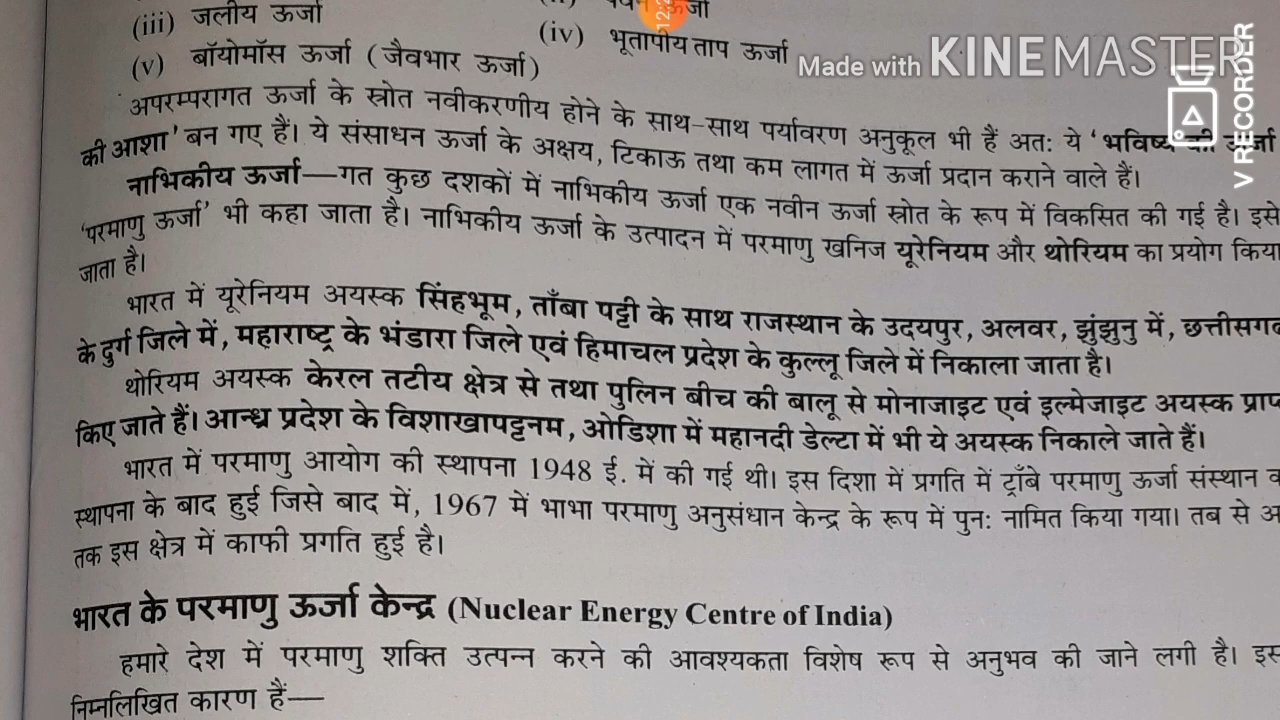 (iii) जलीय ऊर्जा
(iv) भूतापीय ताप ऊर्जा
(v) बॉयोमॉस ऊर्जा (जैवभार ऊर्जा)
Made with KINEMASTER
V RECORDER
अपरम्परागत ऊर्जा के स्रोत नवीकरणीय होने के साथ-साथ पर्यावरण अनुकूल भी हैं अतः ये 'भविष्य की ऊर्जा
की आशा' बन गए हैं। ये संसाधन ऊर्जा के अक्षय, टिकाऊ तथा कम लागत में ऊर्जा प्रदान कराने वाले हैं।
नाभिकीय ऊर्जा—गत कुछ दशकों में नाभिकीय ऊर्जा एक नवीन ऊर्जा स्रोत के रूप में विकसित की गई है। इसे
'परमाणु ऊर्जा' भी कहा जाता है। नाभिकीय ऊर्जा के उत्पादन में परमाणु खनिज यूरेनियम और थोरियम का प्रयोग किया
जाता है।
भारत में यूरेनियम अयस्क सिंहभूम, ताँबा पट्टी के साथ राजस्थान के उदयपुर, अलवर, झुंझुनु में, छत्तीसगढ़
के दुर्ग जिले में, महाराष्ट्र के भंडारा जिले एवं हिमाचल प्रदेश के कुल्लू जिले में निकाला जाता है।
थोरियम अयस्क केरल तटीय क्षेत्र से तथा पुलिन बीच की बालू से मोनाजाइट एवं इल्मेजाइट अयस्क प्राप्त
किए जाते हैं। आन्ध्र प्रदेश के विशाखापट्टनम, ओडिशा में महानदी डेल्टा में भी ये अयस्क निकाले जाते हैं।
भारत में परमाणु आयोग की स्थापना 1948 ई. में की गई थी। इस दिशा में प्रगति में ट्रॉंबे परमाणु ऊर्जा संस्थान
स्थापना के बाद हुई जिसे बाद में, 1967 में भाभा परमाणु अनुसंधान केन्द्र के रूप में पुनः नामित किया गया। तब से
तक इस क्षेत्र में काफी प्रगति हुई है।
भारत के परमाणु ऊर्जा केन्द्र (Nuclear Energy Centre of India)
हमारे देश में परमाणु शक्ति उत्पन्न करने की आवश्यकता विशेष रूप से अनुभव की जाने लगी है। इस
निम्नलिखित कारण हैं—